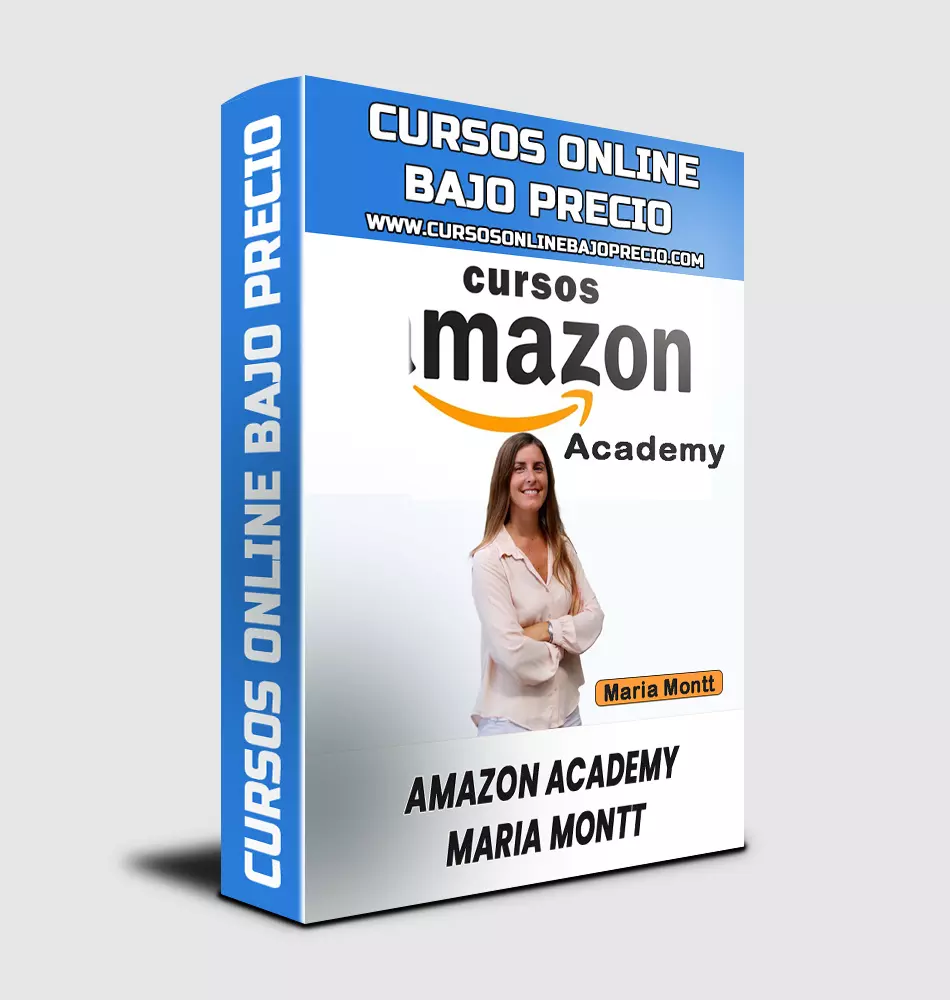 CURSOS ONLINE BAJO PRECIO
CURSOS ONLINE
BAJO PRECIO
WWW.CURSOSONLINEBAJOPRECIO.COM
cursos
amazon
Academy
Maria Montt
AMAZON ACADEMY
MARIA MONTT